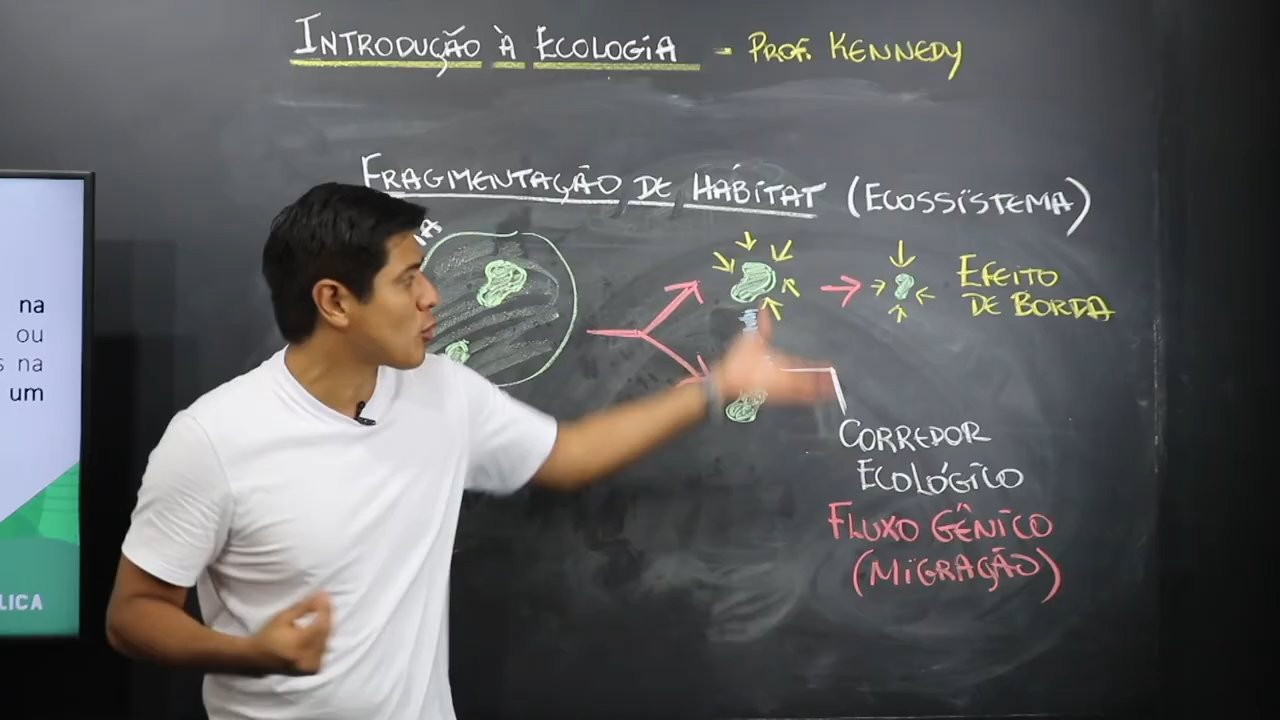 INTRODUÇÃO À ECOLOGIA - PROF. KENNEDY
FRAGMENTAÇÃO DE HÁBITAT (ECOSSISTEMA)
EFEITO
DE BORDA
CORREDOR
ECOLÓGICO
FLUXO GÊNICO
(MIGRAÇÃO)
na
ou
na
um